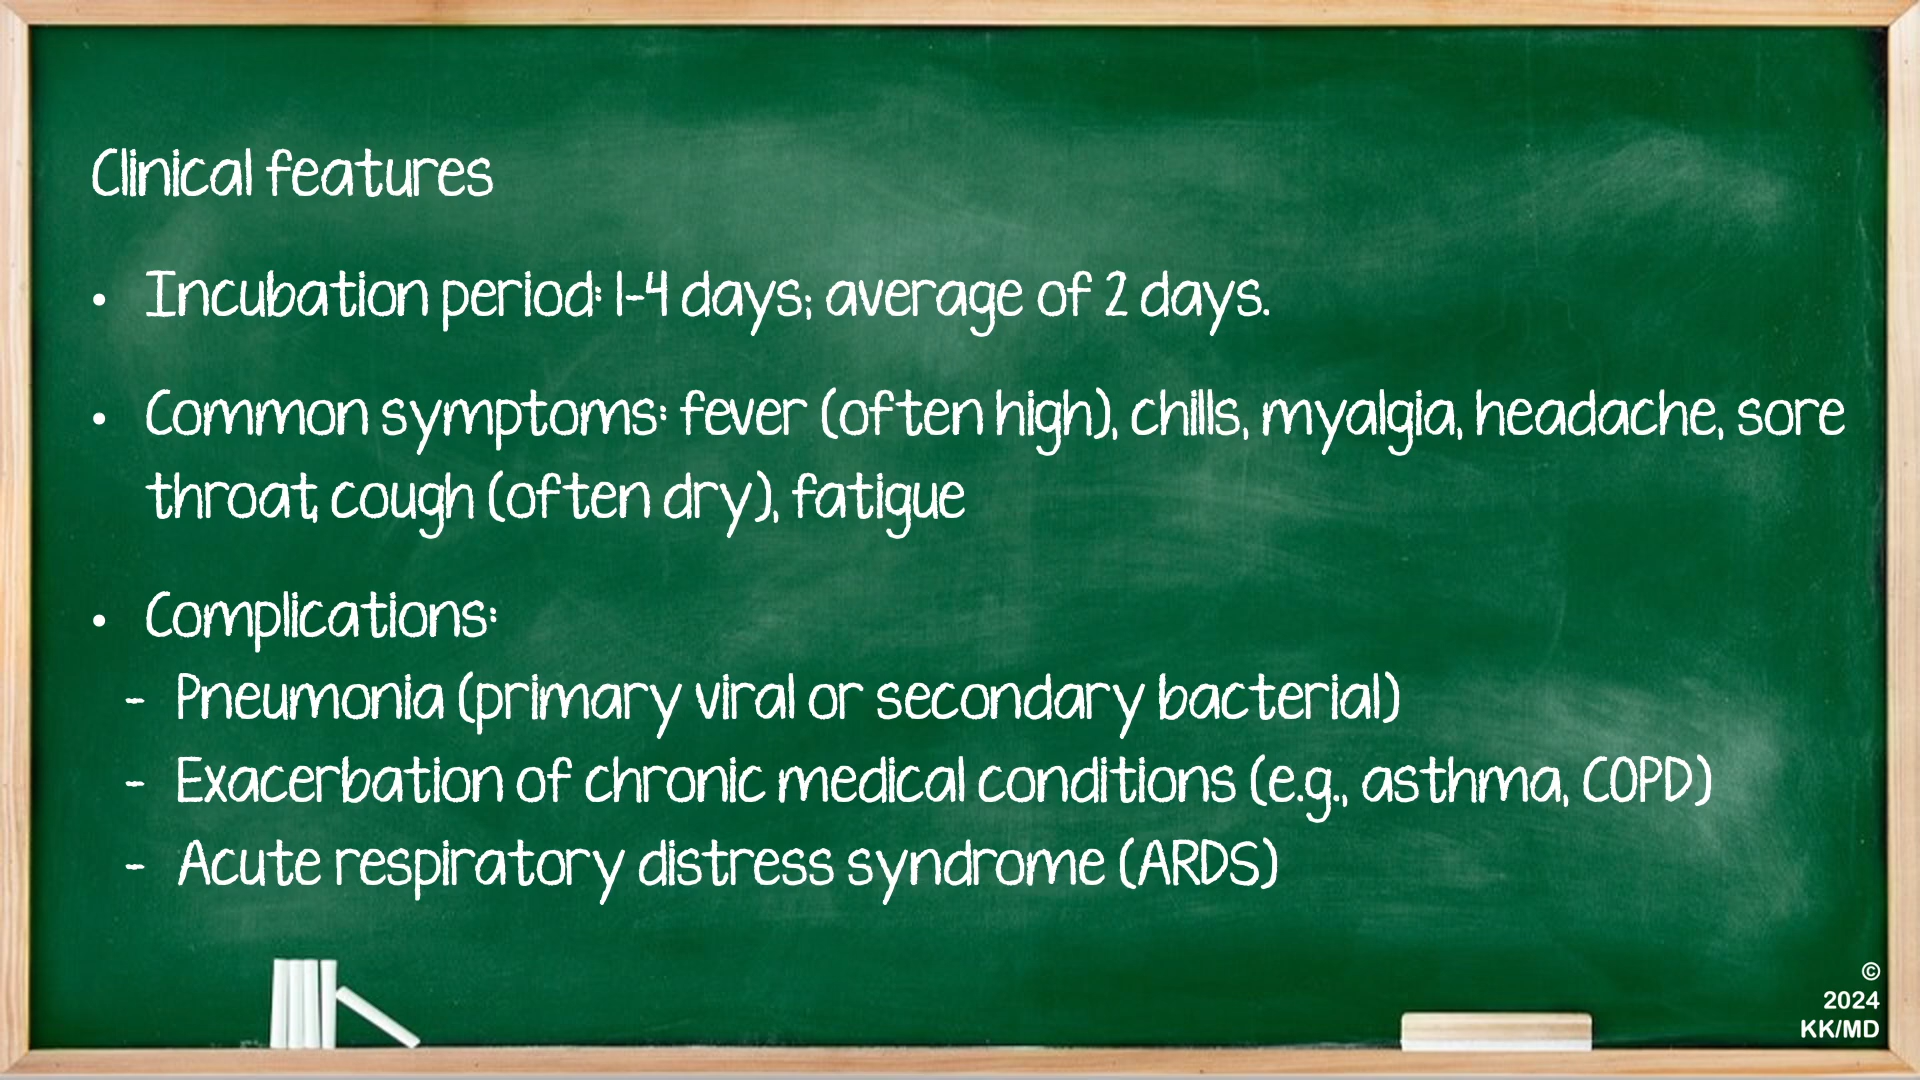 Clinical features
• Incubation period: 1-4 days; average of 2 days.
• Common symptoms: fever (often high), chills, myalgia, headache, sore
throat, cough (often dry), fatigue
• Complications:
- Pneumonia (primary viral or secondary bacterial)
- Exacerbation of chronic medical conditions (e.g., asthma, COPD)
- Acute respiratory distress syndrome (ARDS)
©
2024
KK/MD